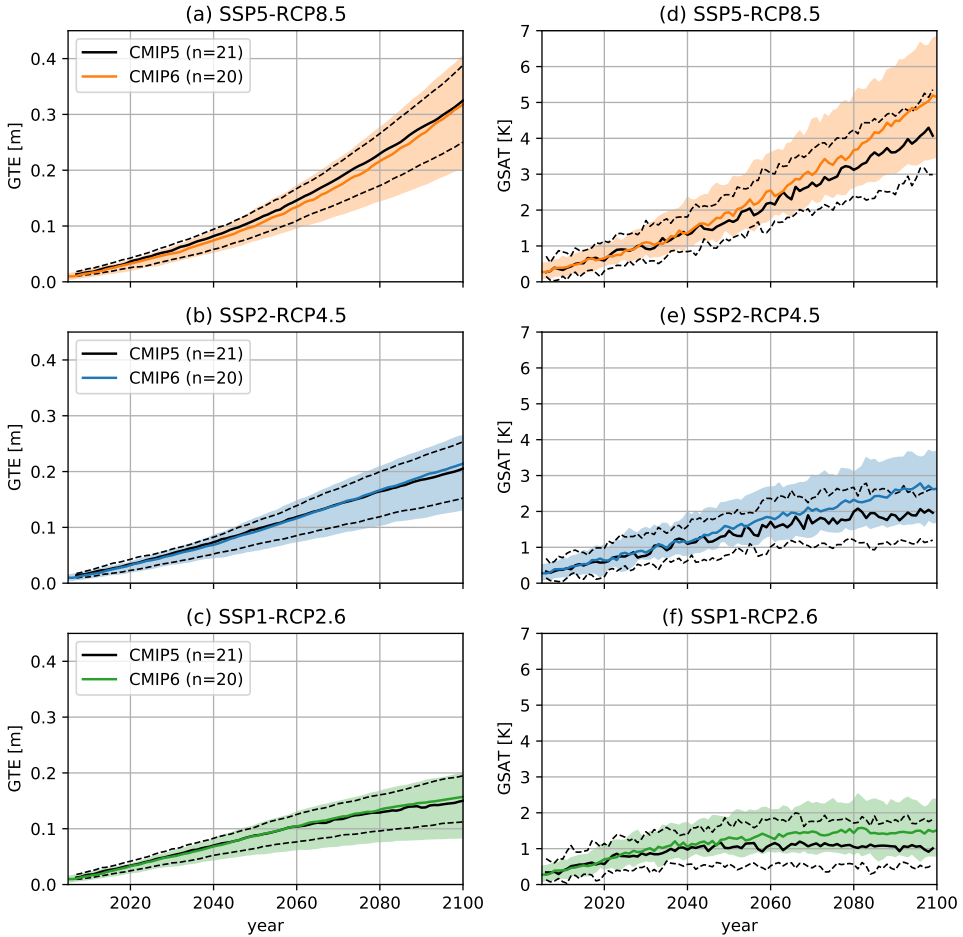 (a) SSP5-RCP8.5
GTE [m]
0.4
0.3
0.2
0.1
0.0
CMIP5 (n=21)
CMIP6 (n=20)
(d) SSP5-RCP8.5
GSAT [K]
7
6
5
4
3
2
1
0
(b) SSP2-RCP4.5
GTE [m]
0.4
0.3
0.2
0.1
0.0
CMIP5 (n=21)
CMIP6 (n=20)
(e) SSP2-RCP4.5
GSAT [K]
7
6
5
4
3
2
1
0
(c) SSP1-RCP2.6
GTE [m]
0.4
0.3
0.2
0.1
0.0
CMIP5 (n=21)
CMIP6 (n=20)
2020 2040 2060 2080 2100
year
(f) SSP1-RCP2.6
GSAT [K]
7
6
5
4
3
2
1
0
2020 2040 2060 2080 2100
year